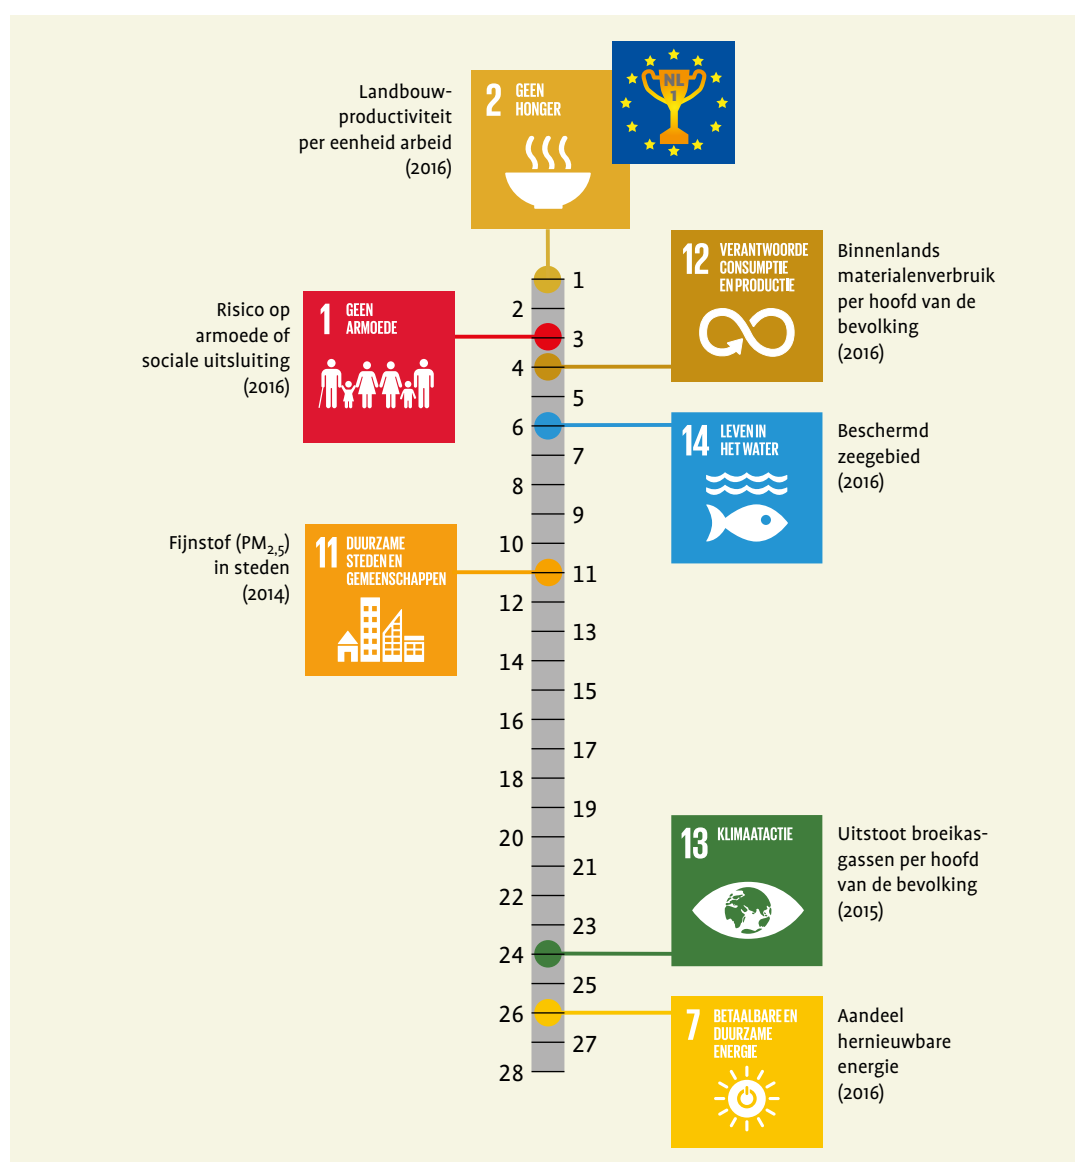 Landbouw-
productiviteit
per eenheid arbeid
(2016)
2 GEEN
HONGER
NL
1
12 VERANTWOORDE
CONSUMPTIE
EN PRODUCTIE
Binnenlands
materialenverbruik
per hoofd van de
bevolking
(2016)
Risico op
armoede of
sociale uitsluiting
(2016)
1 GEEN
ARMOEDE
14 LEVEN IN
HET WATER
Beschermd
zeegebied
(2016)
Fijnstof (PM2,5)
in steden
(2014)
11 DUURZAME
STEDEN EN
GEMEENSCHAPPEN
13 KLIMAATACTIE
Uitstoot broeikas-
gassen per hoofd
van de bevolking
(2015)
7 BETAALBARE EN
DUURZAME
ENERGIE
Aandeel
hernieuwbare
energie
(2016)
1
2
3
4
5
6
7
8
9
10
11
12
13
14
15
16
17
18
19
20
21
22
23
24
25
26
27
28